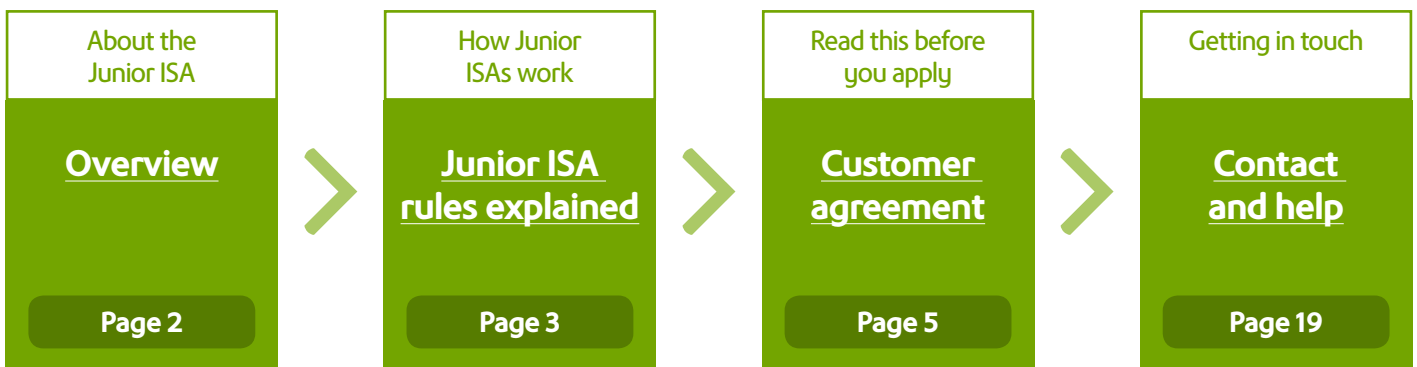 About the
Junior ISA
Overview
Page 2
How Junior
ISAs work
Junior ISA
rules explained
Page 3
Read this before
you apply
Customer
agreement
Page 5
Getting in touch
Contact
and help
Page 19